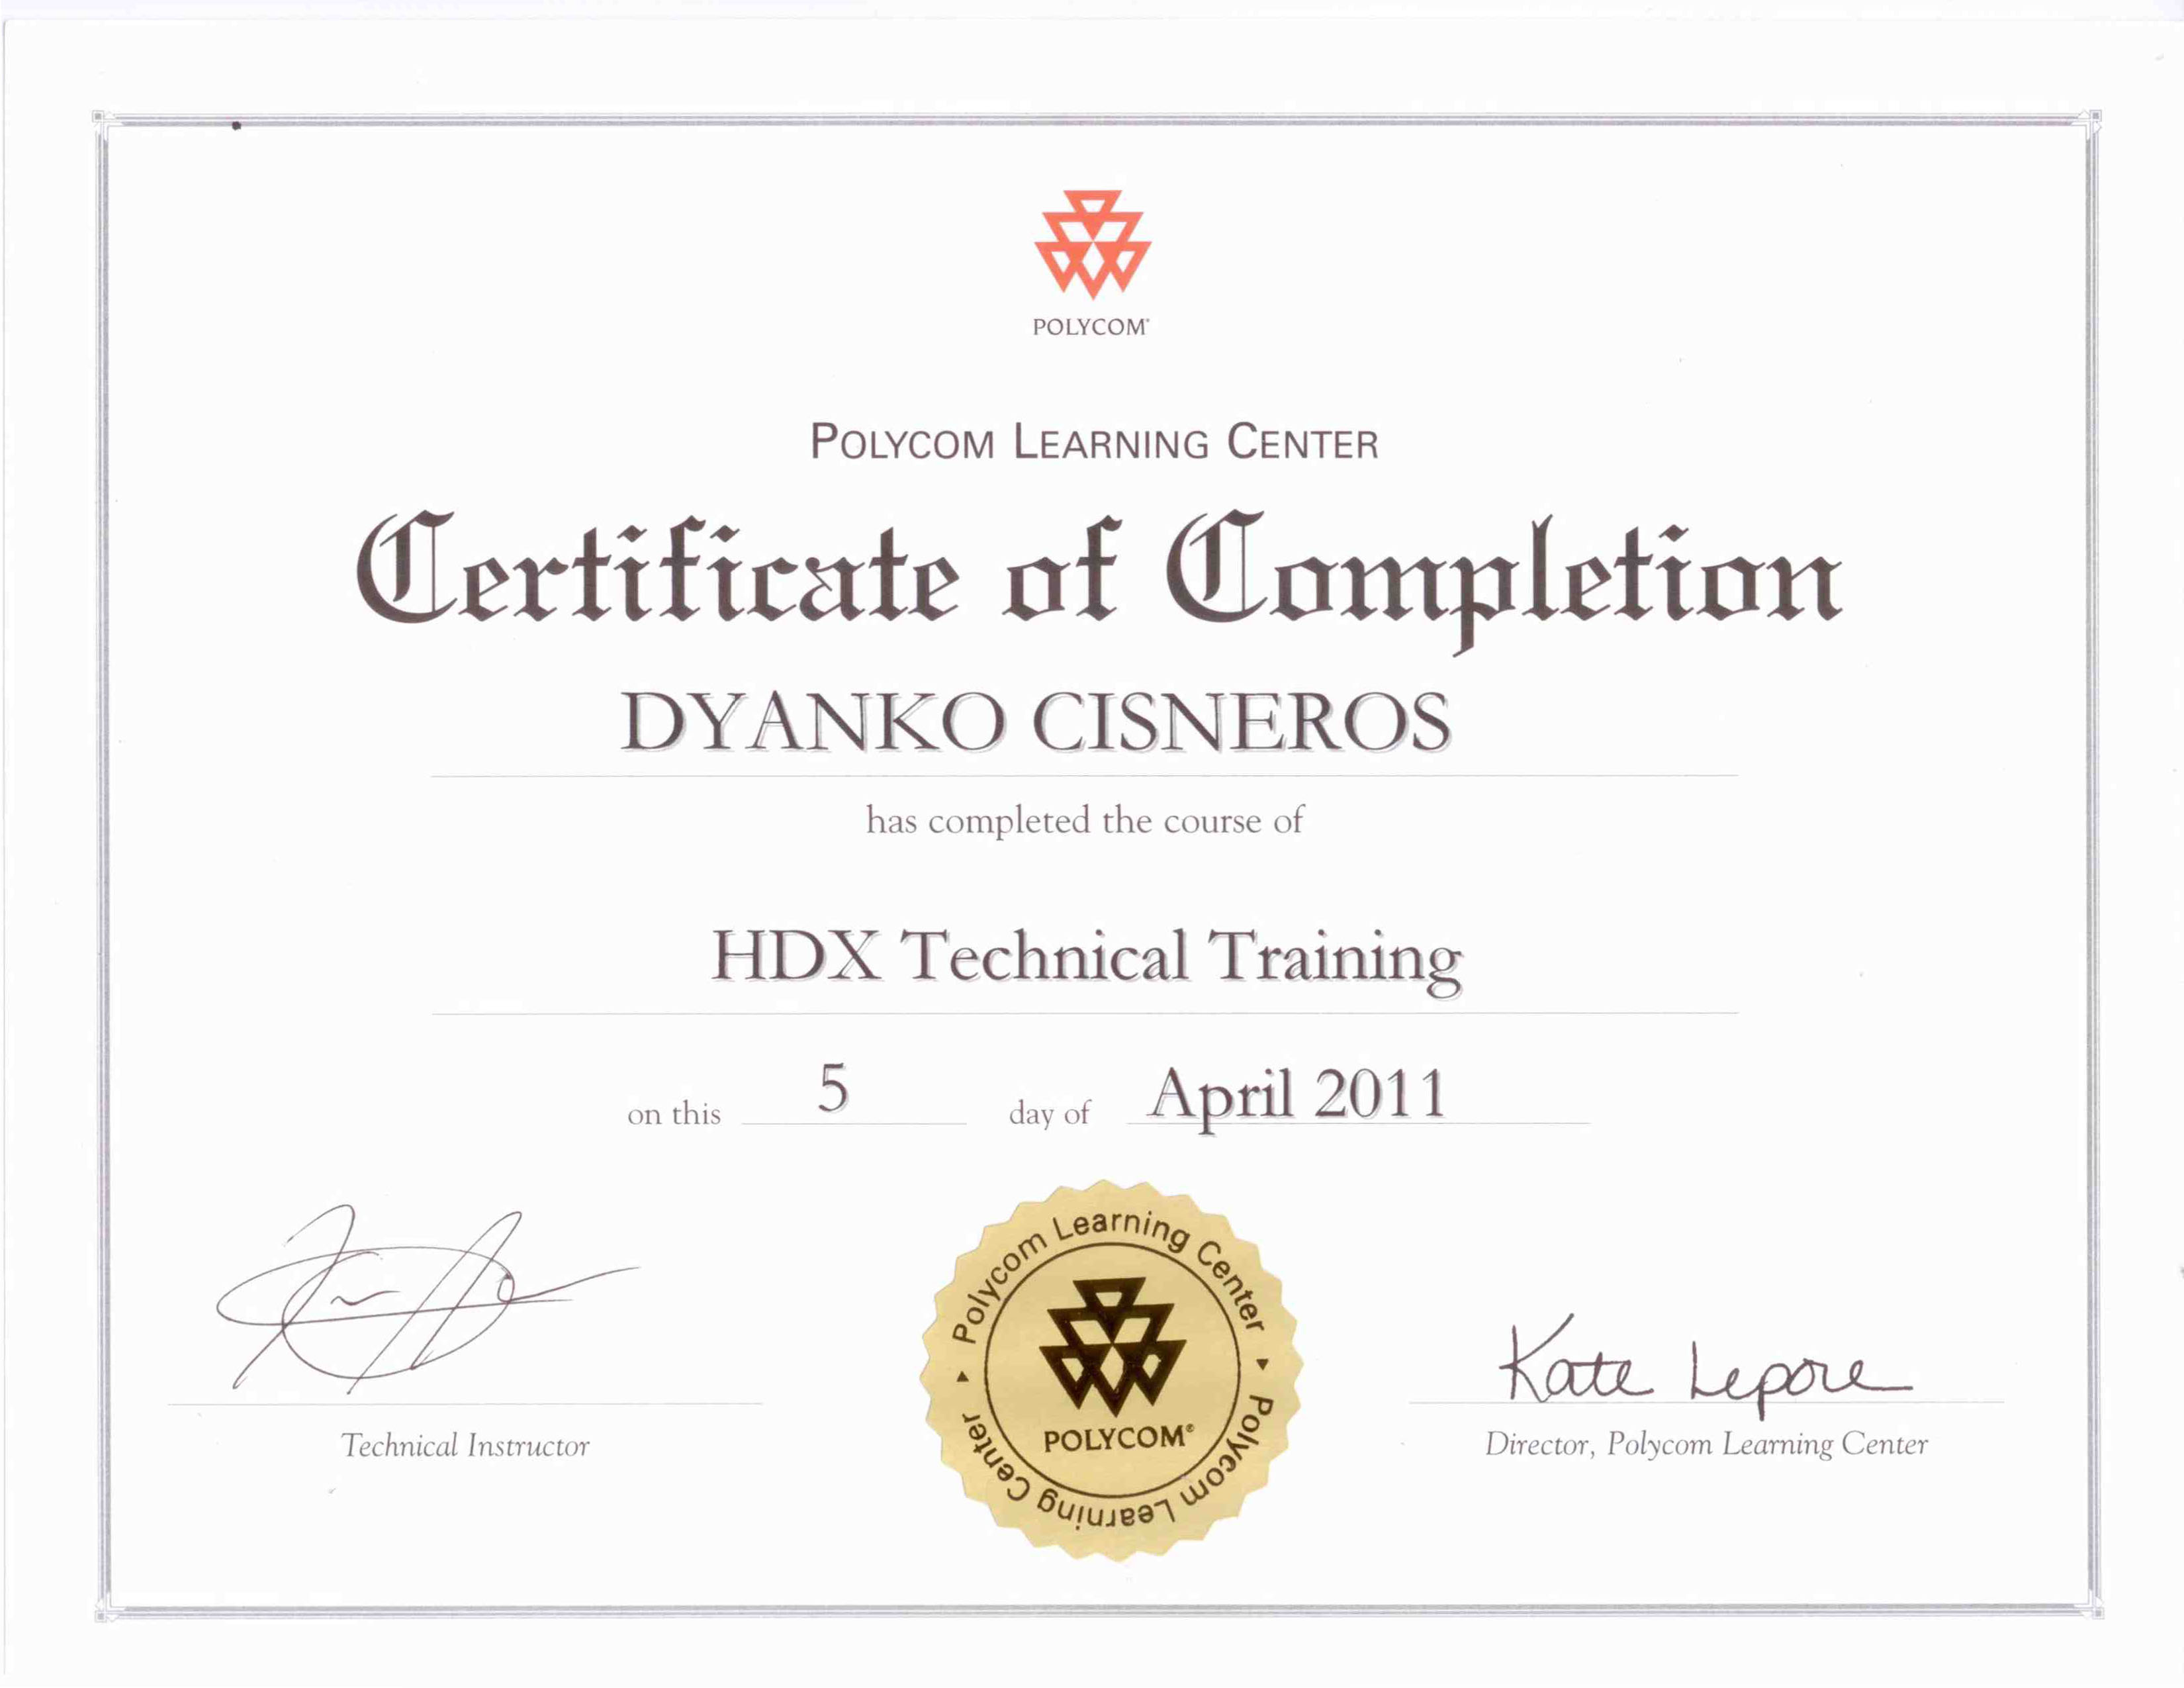 POLYCOM®
POLYCOM LEARNING CENTER
Certificate of Completion
DYANKO CISNEROS
has completed the course of
HDX Technical Training
on this 5 day of April 2011
Polycom Learning Center
POLYCOM®
Polycom Learning Center
Kate Lepore
Technical Instructor
Director, Polycom Learning Center